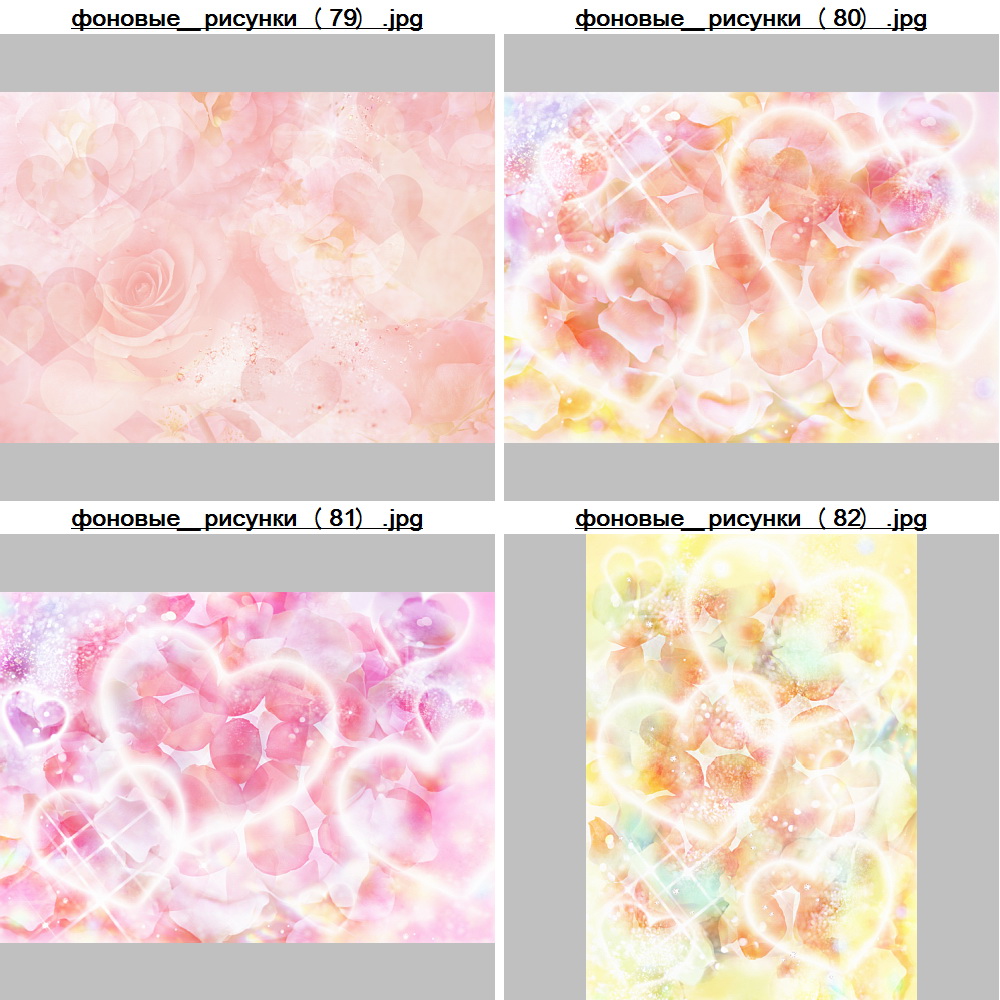 фоновые__рисунки (79) .jpg
фоновые__рисунки (80) .jpg
фоновые__рисунки (81) .jpg
фоновые__рисунки (82) .jpg